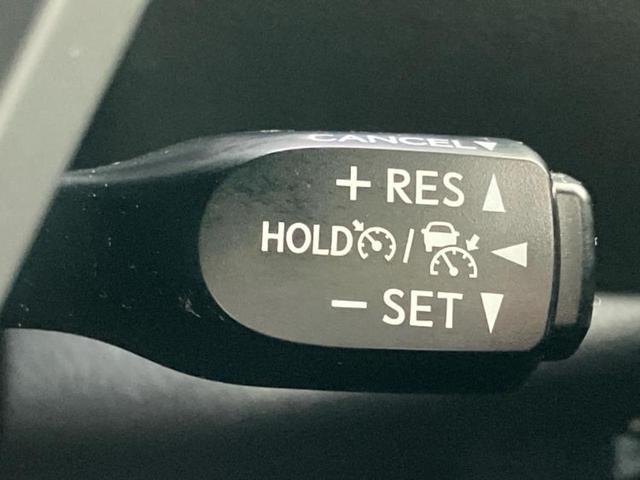 CANCEL▼
+ RES ▲
HOLD / ◀
− SET ▼